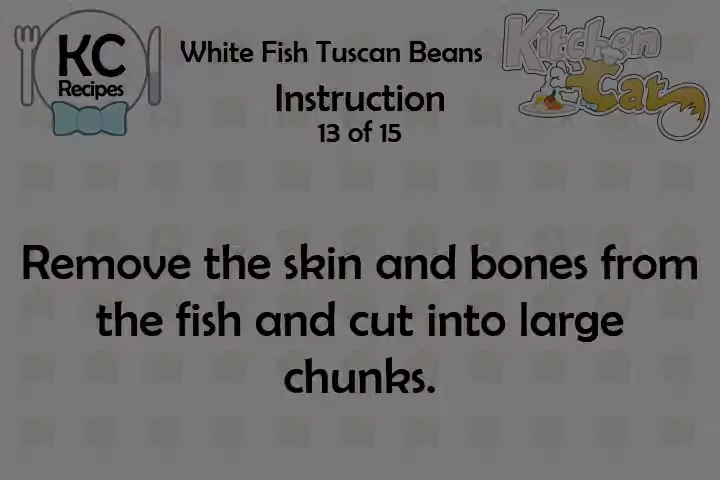 KC
Recipes
White Fish Tuscan Beans
Instruction
13 of 15
Kitchen
Cat
Remove the skin and bones from
the fish and cut into large
chunks.